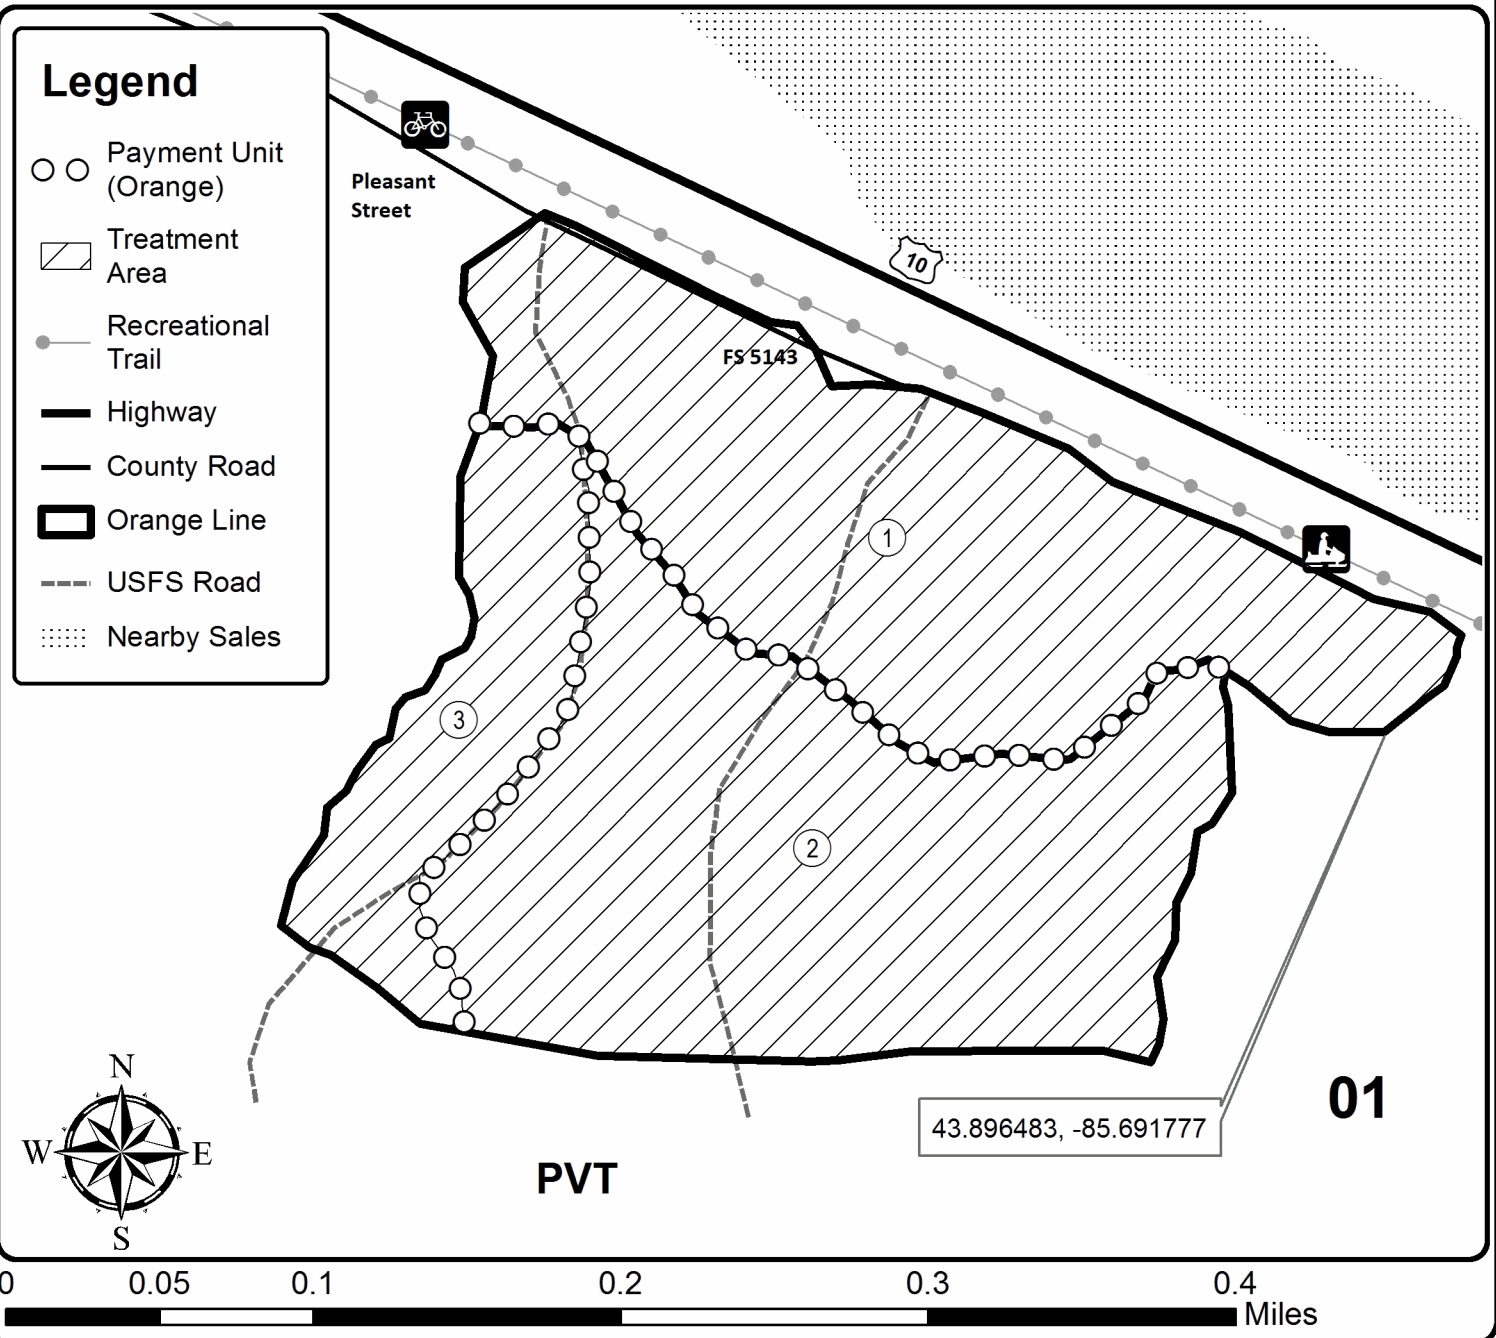 Legend
Payment Unit
(Orange)
Treatment
Area
Recreational
Trail
Highway
County Road
Orange Line
USFS Road
Nearby Sales
Pleasant
Street
10
FS 5143
1
3
2
43.896483, -85.691777
01
PVT
N
W
E
S
0
0.05
0.1
0.2
0.3
0.4
Miles